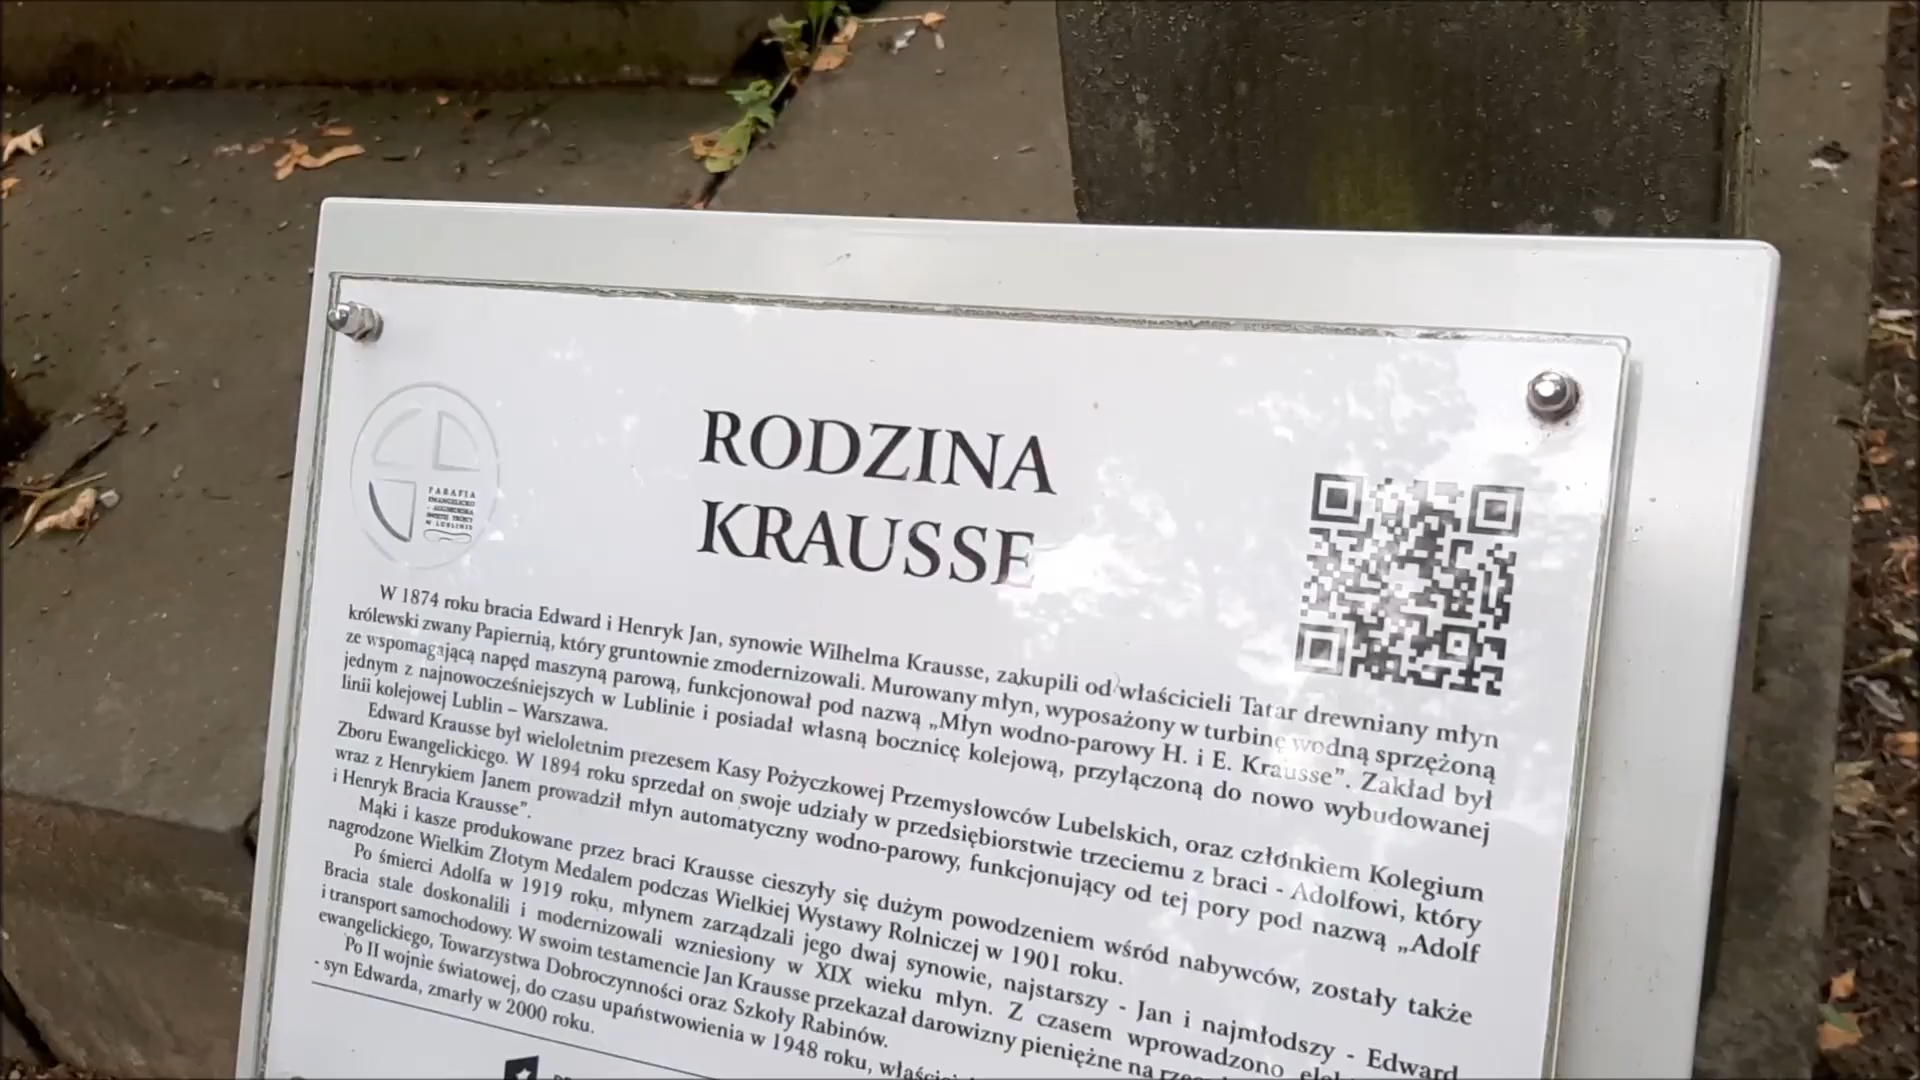 PARAFIA
EWANGELICKO
- AUGSBURSKA
ŚWIĘTEJ TRÓJCY
W LUBLINIE
RODZINA
KRAUSSE
W 1874 roku bracia Edward i Henryk Jan, synowie Wilhelma Krausse, zakupili od właścicieli Tatar drewniany młyn
królewski zwany Papiernią, który gruntownie zmodernizowali. Murowany młyn, wyposażony w turbinę wodną sprzężoną
ze wspomagającą napęd maszyną parową, funkcjonował pod nazwą „Młyn wodno-parowy H. i E. Krausse”. Zakład był
jednym z najnowocześniejszych w Lublinie i posiadał własną bocznicę kolejową, przyłączoną do nowo wybudowanej
linii kolejowej Lublin – Warszawa.
Edward Krausse był wieloletnim prezesem Kasy Pożyczkowej Przemysłowców Lubelskich, oraz członkiem Kolegium
Zboru Ewangelickiego. W 1894 roku sprzedał on swoje udziały w przedsiębiorstwie trzeciemu z braci - Adolfowi, który
wraz z Henrykiem Janem prowadził młyn automatyczny wodno-parowy, funkcjonujący od tej pory pod nazwą „Adolf
i Henryk Bracia Krausse”.
Mąki i kasze produkowane przez braci Krausse cieszyły się dużym powodzeniem wśród nabywców, zostały także
nagrodzone Wielkim Złotym Medalem podczas Wielkiej Wystawy Rolniczej w 1901 roku.
Po śmierci Adolfa w 1919 roku, młynem zarządzali jego dwaj synowie, najstarszy - Jan i najmłodszy - Edward
Bracia stale doskonalili i modernizowali wzniesiony w XIX wieku młyn. Z czasem wprowadzono
i transport samochodowy. W swoim testamencie Jan Krausse przekazał darowizny pieniężne na
ewangelickiego, Towarzystwa Dobroczynności oraz Szkoły Rabinów.
Po II wojnie światowej, do czasu upaństwowienia w 1948 roku,
- syn Edwarda, zmarły w 2000 roku.